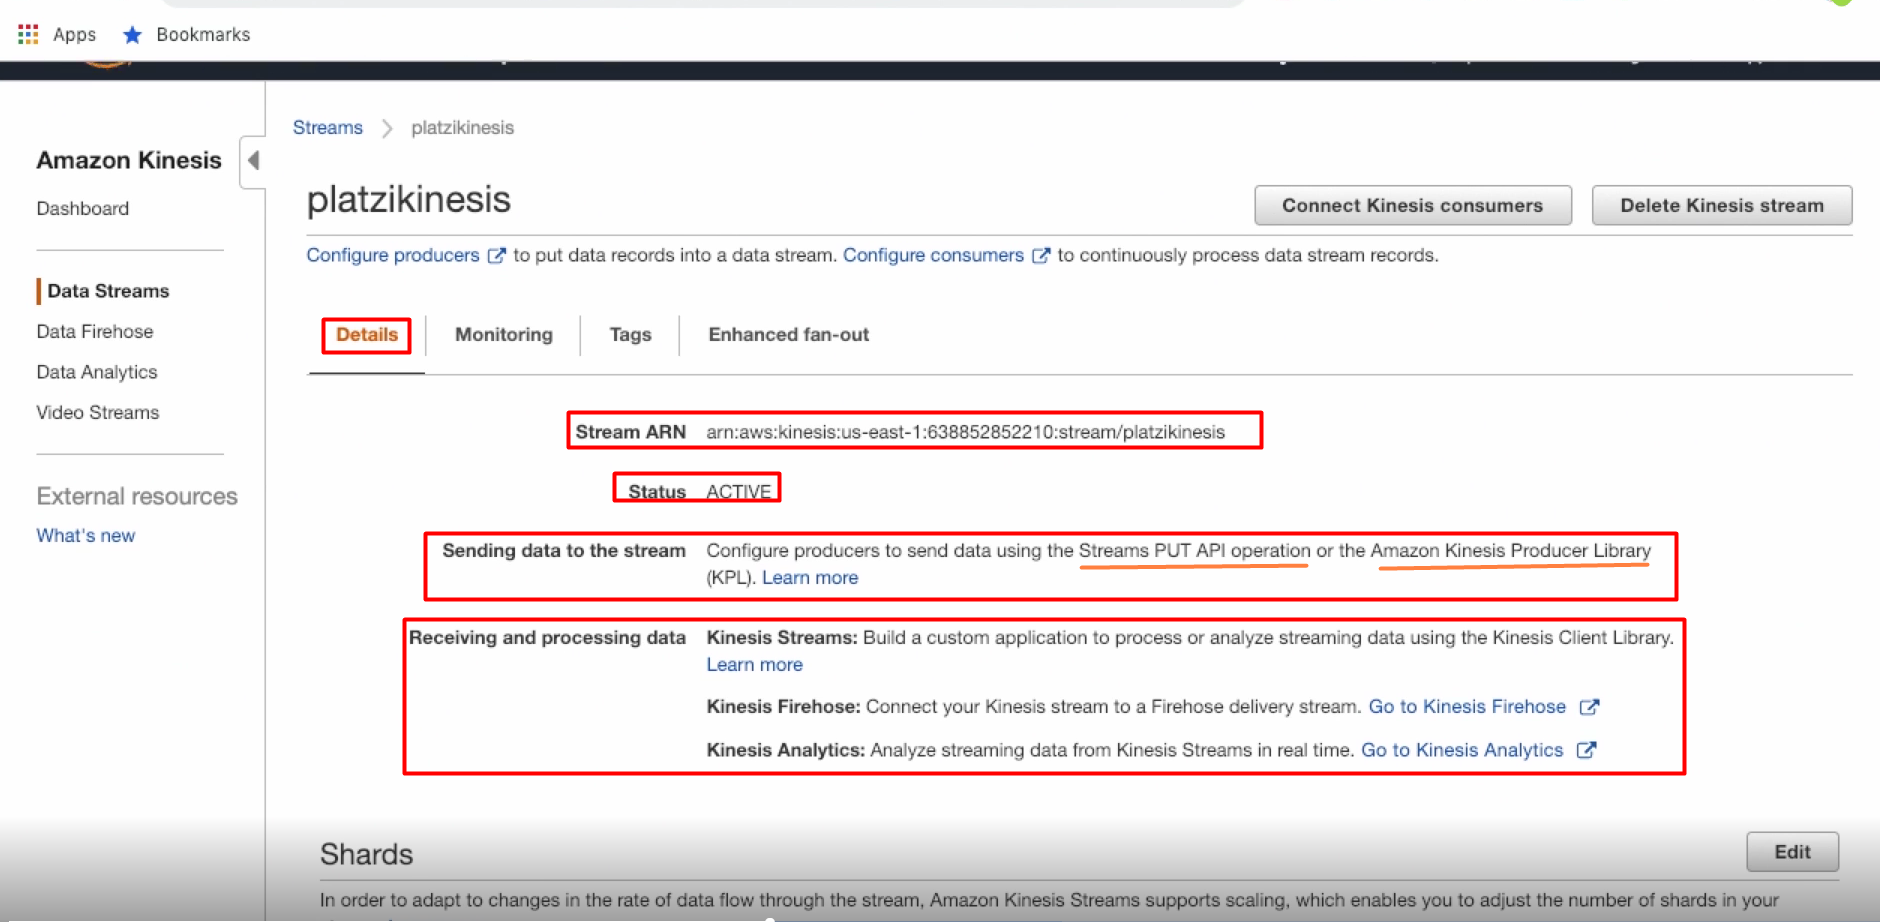 Apps Bookmarks
Streams platzikinesis
Amazon Kinesis
Dashboard
Data Streams
Data Firehose
Data Analytics
Video Streams
External resources
What's new
platzikinesis
Connect Kinesis consumers Delete Kinesis stream
Configure producers to put data records into a data stream. Configure consumers to continuously process data stream records.
Details Monitoring Tags Enhanced fan-out
Stream ARN arn:aws:kinesis:us-east-1:638852852210:stream/platzikinesis
Status ACTIVE
Sending data to the stream Configure producers to send data using the Streams PUT API operation or the Amazon Kinesis Producer Library
(KPL). Learn more
Receiving and processing data Kinesis Streams: Build a custom application to process or analyze streaming data using the Kinesis Client Library.
Learn more
Kinesis Firehose: Connect your Kinesis stream to a Firehose delivery stream. Go to Kinesis Firehose
Kinesis Analytics: Analyze streaming data from Kinesis Streams in real time. Go to Kinesis Analytics
Shards Edit
In order to adapt to changes in the rate of data flow through the stream, Amazon Kinesis Streams supports scaling, which enables you to adjust the number of shards in your